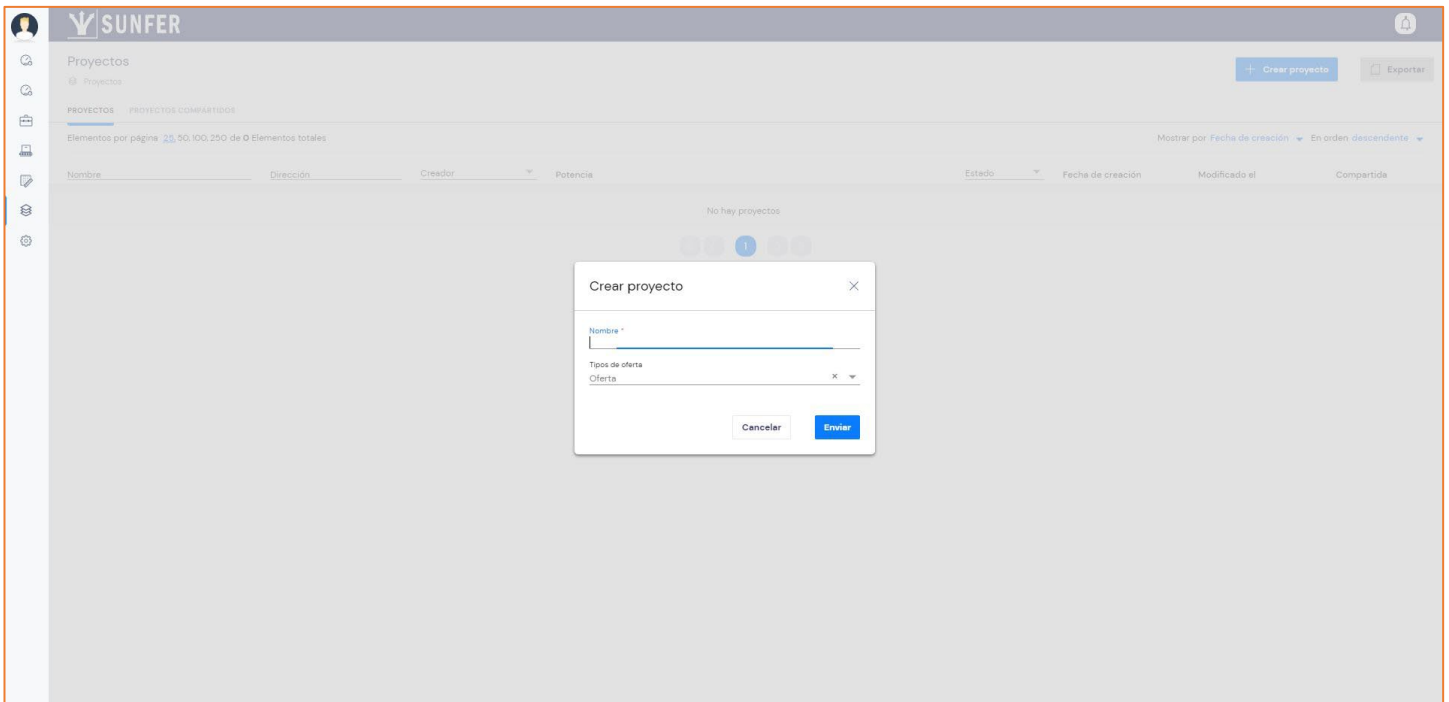 SUNFER
Proyectos
Proyectos
+ Crear proyecto
Exportar
PROYECTOS PROYECTOS COMPARTIDOS
Elementos por página 25, 50, 100, 250 de 0 Elementos totales
Mostrar por Fecha de creación En orden descendente
Nombre Dirección Creador Potencia Estado Fecha de creación Modificado el Compartida
No hay proyectos
1
Crear proyecto
Nombre *
Tipos de oferta
Oferta
Cancelar Enviar